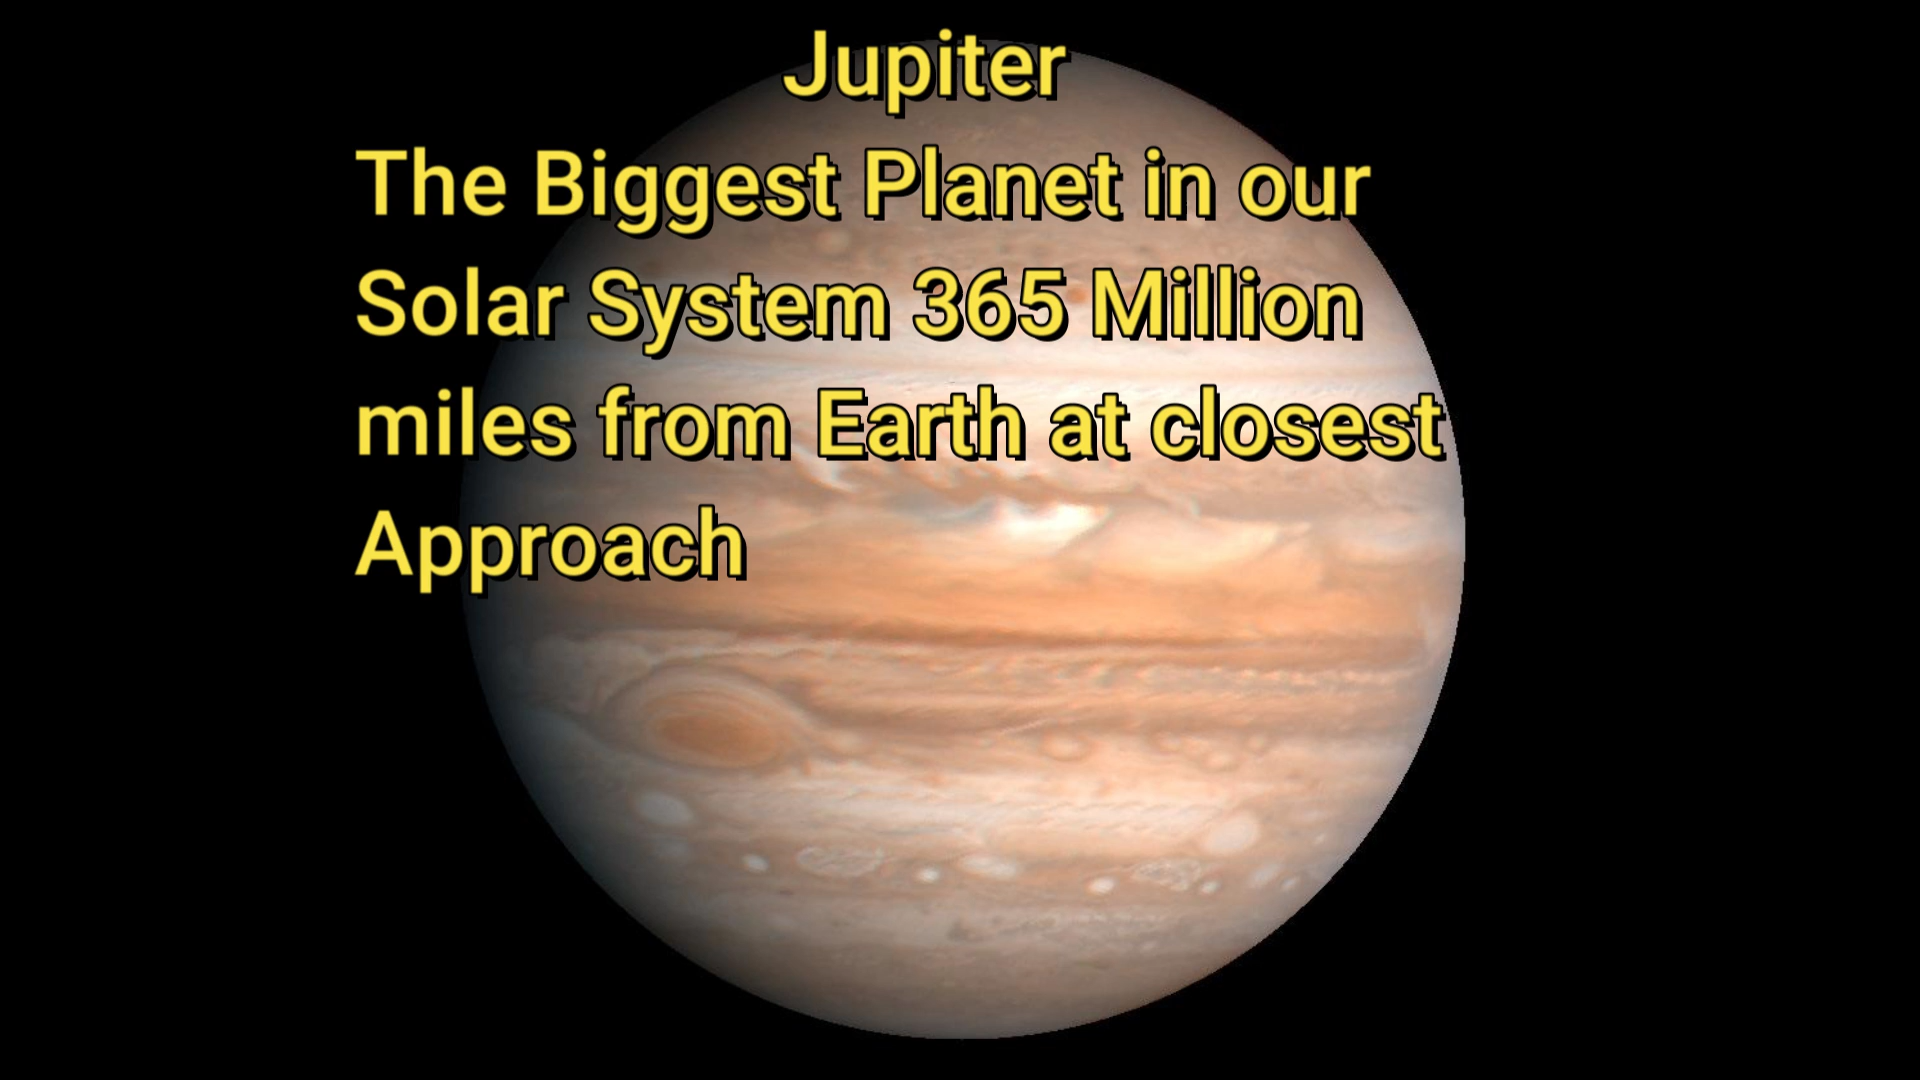 Jupiter
The Biggest Planet in our
Solar System 365 Million
miles from Earth at closest
Approach